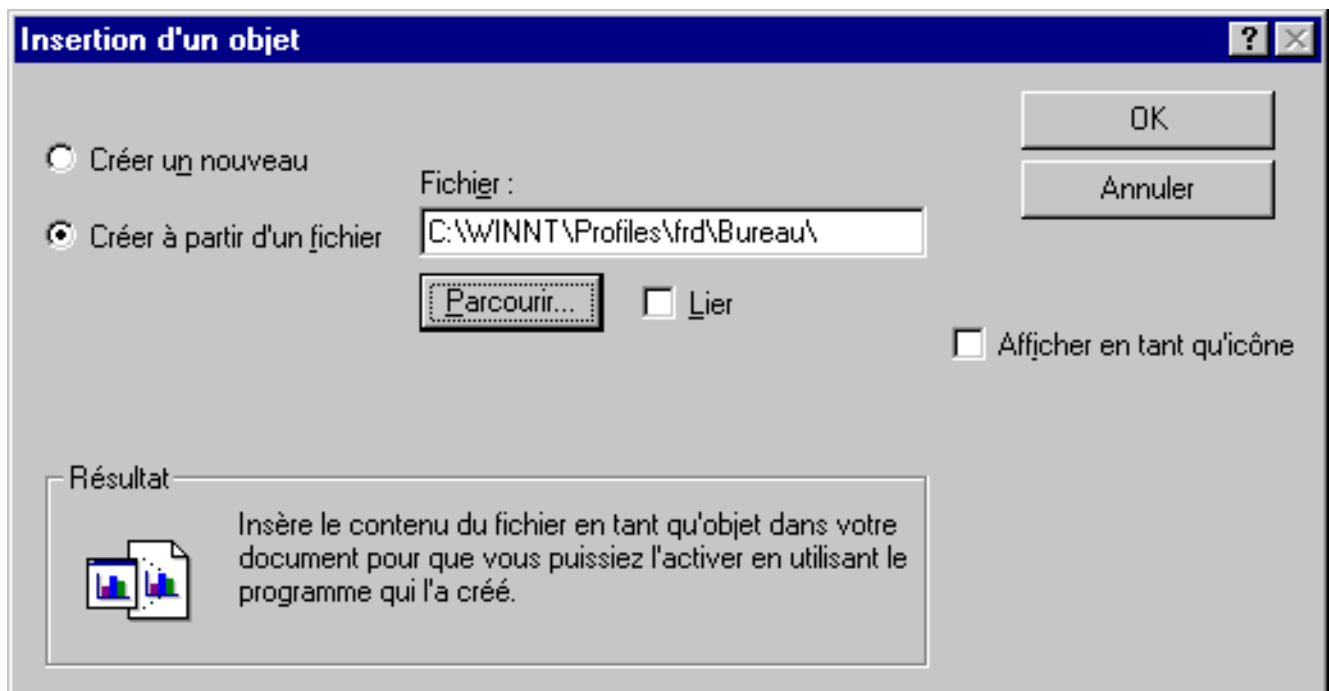 Insertion d'un objet
?
OK
Créer un nouveau
Fichier :
Annuler
Créer à partir d'un fichier
C:\WINNT\Profiles\frd\Bureau\
Parcourir...
Lier
Afficher en tant qu'icône
Résultat
Insère le contenu du fichier en tant qu'objet dans votre
document pour que vous puissiez l'activer en utilisant le
programme qui l'a créé.